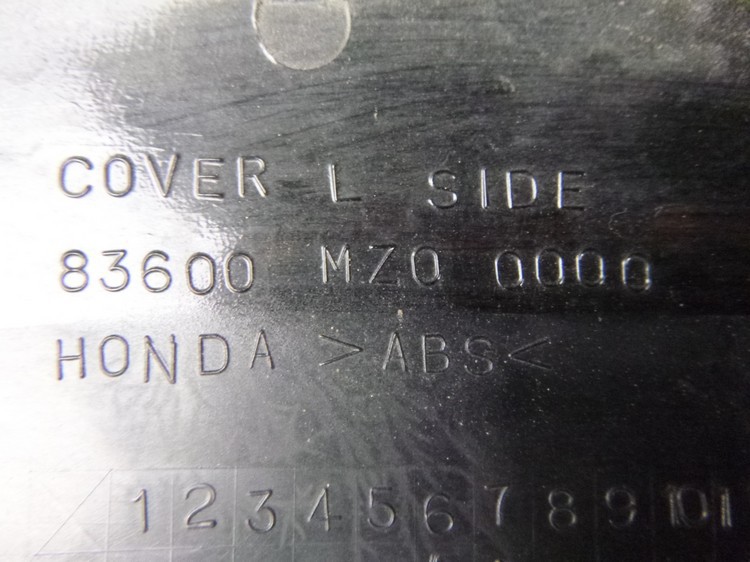 COVER L SIDE
83600 MZ0 0000
HONDA >ABS<
1 2 3 4 5 6 7 8 9 10 1